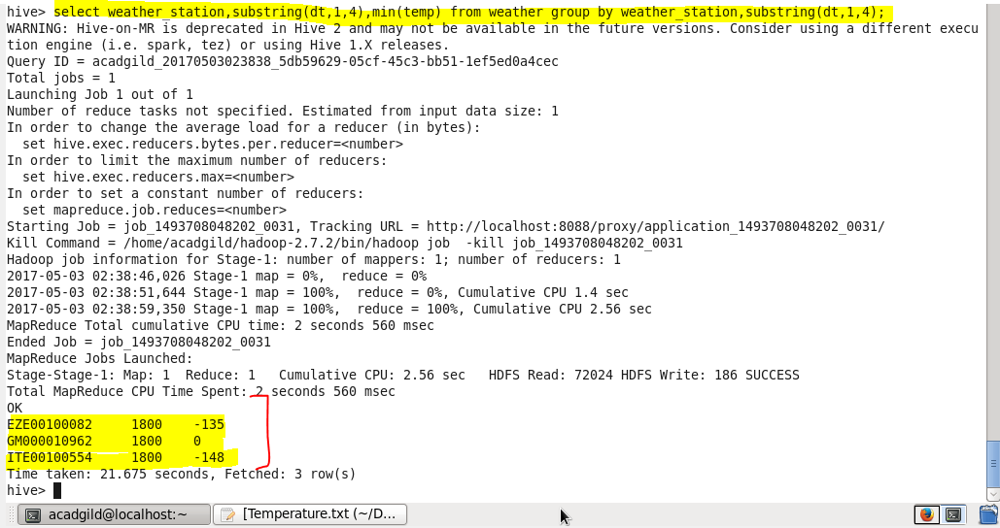 hive> select weather_station,substring(dt,1,4),min(temp) from weather group by weather_station,substring(dt,1,4);
WARNING: Hive-on-MR is deprecated in Hive 2 and may not be available in the future versions. Consider using a different execu
tion engine (i.e. spark, tez) or using Hive 1.X releases.
Query ID = acadgild_20170503023838_5db59629-05cf-45c3-bb51-1ef5ed0a4cec
Total jobs = 1
Launching Job 1 out of 1
Number of reduce tasks not specified. Estimated from input data size: 1
In order to change the average load for a reducer (in bytes):
  set hive.exec.reducers.bytes.per.reducer=<number>
In order to limit the maximum number of reducers:
  set hive.exec.reducers.max=<number>
In order to set a constant number of reducers:
  set mapreduce.job.reduces=<number>
Starting Job = job_1493708048202_0031, Tracking URL = http://localhost:8088/proxy/application_1493708048202_0031/
Kill Command = /home/acadgild/hadoop-2.7.2/bin/hadoop job  -kill job_1493708048202_0031
Hadoop job information for Stage-1: number of mappers: 1; number of reducers: 1
2017-05-03 02:38:46,026 Stage-1 map = 0%,  reduce = 0%
2017-05-03 02:38:51,644 Stage-1 map = 100%,  reduce = 0%, Cumulative CPU 1.4 sec
2017-05-03 02:38:59,350 Stage-1 map = 100%,  reduce = 100%, Cumulative CPU 2.56 sec
MapReduce Total cumulative CPU time: 2 seconds 560 msec
Ended Job = job_1493708048202_0031
MapReduce Jobs Launched:
Stage-Stage-1: Map: 1  Reduce: 1   Cumulative CPU: 2.56 sec   HDFS Read: 72024 HDFS Write: 186 SUCCESS
Total MapReduce CPU Time Spent: 2 seconds 560 msec
OK
EZE00100082     1800    -135
GM000010962     1800    0
ITE00100554     1800    -148
Time taken: 21.675 seconds, Fetched: 3 row(s)
hive>
acadgild@localhost:~ [Temperature.txt (~/D...